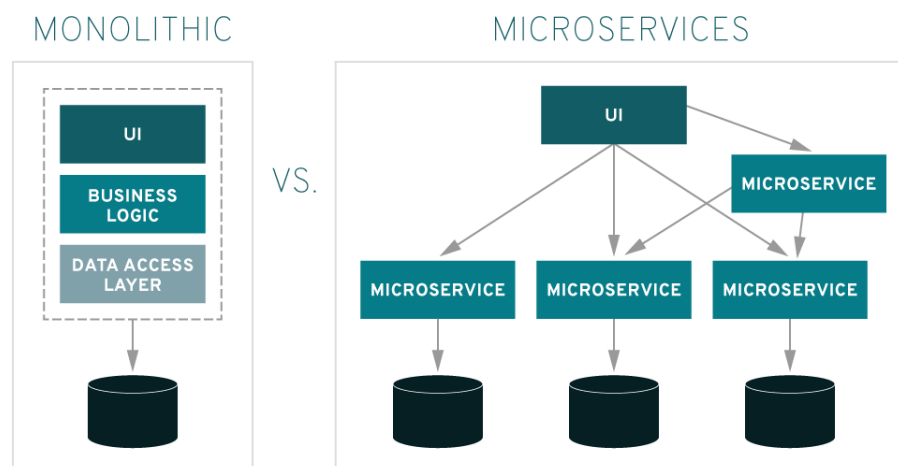 MONOLITHIC
UI
BUSINESS
LOGIC
DATA ACCESS
LAYER
VS.
MICROSERVICES
UI
MICROSERVICE
MICROSERVICE
MICROSERVICE
MICROSERVICE